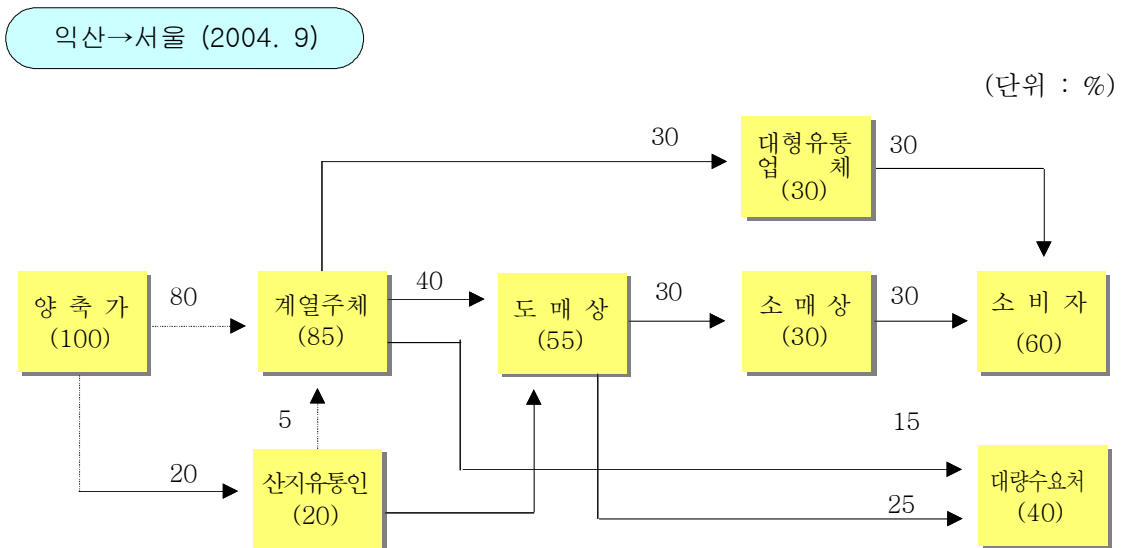 익산→서울 (2004. 9)
(단위 : %)
30
대형유통
업 체
(30)
30
양 축 가
(100)
80
계열주체
(85)
40
도 매 상
(55)
30
소 매 상
(30)
30
소 비 자
(60)
5
15
20
산지유통인
(20)
25
대량수요처
(40)